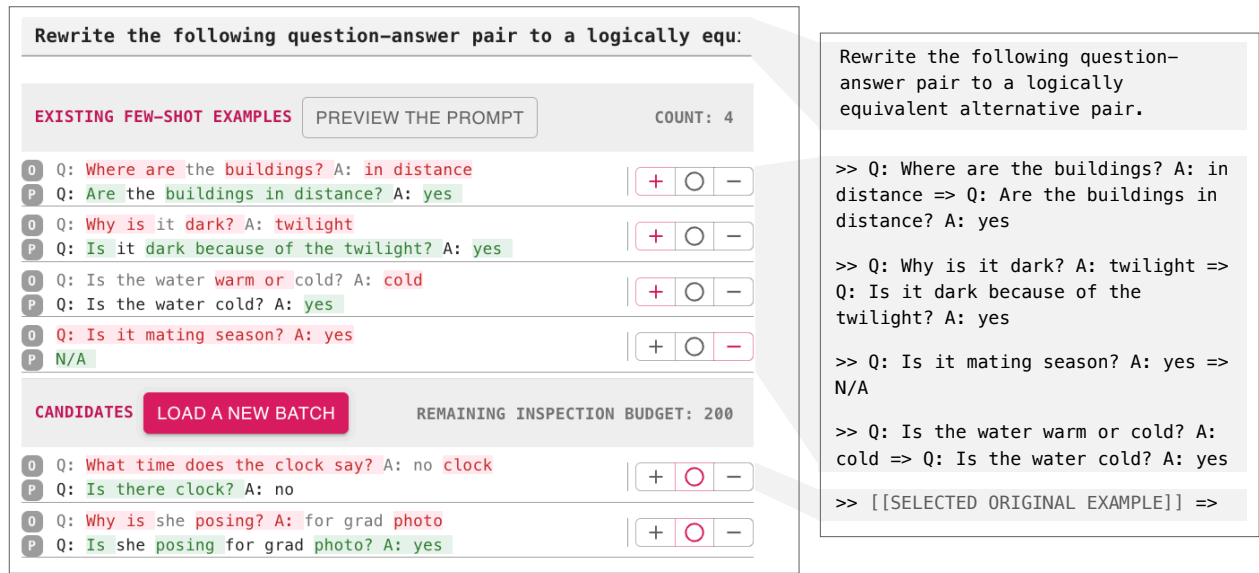 Rewrite the following question–answer pair to a logically equ
EXISTING FEW–SHOT EXAMPLES PREVIEW THE PROMPT COUNT: 4
O Q: Where are the buildings? A: in distance
P Q: Are the buildings in distance? A: yes
+ ○ −
O Q: Why is it dark? A: twilight
P Q: Is it dark because of the twilight? A: yes
+ ○ −
O Q: Is the water warm or cold? A: cold
P Q: Is the water cold? A: yes
+ ○ −
O Q: Is it mating season? A: yes
P N/A
+ ○ −
CANDIDATES LOAD A NEW BATCH REMAINING INSPECTION BUDGET: 200
O Q: What time does the clock say? A: no clock
P Q: Is there clock? A: no
+ ○ −
O Q: Why is she posing? A: for grad photo
P Q: Is she posing for grad photo? A: yes
+ ○ −
Rewrite the following question–
answer pair to a logically
equivalent alternative pair.
>> Q: Where are the buildings? A: in
distance => Q: Are the buildings in
distance? A: yes
>> Q: Why is it dark? A: twilight =>
Q: Is it dark because of the
twilight? A: yes
>> Q: Is it mating season? A: yes =>
N/A
>> Q: Is the water warm or cold? A:
cold => Q: Is the water cold? A: yes
>> [[SELECTED ORIGINAL EXAMPLE]] =>